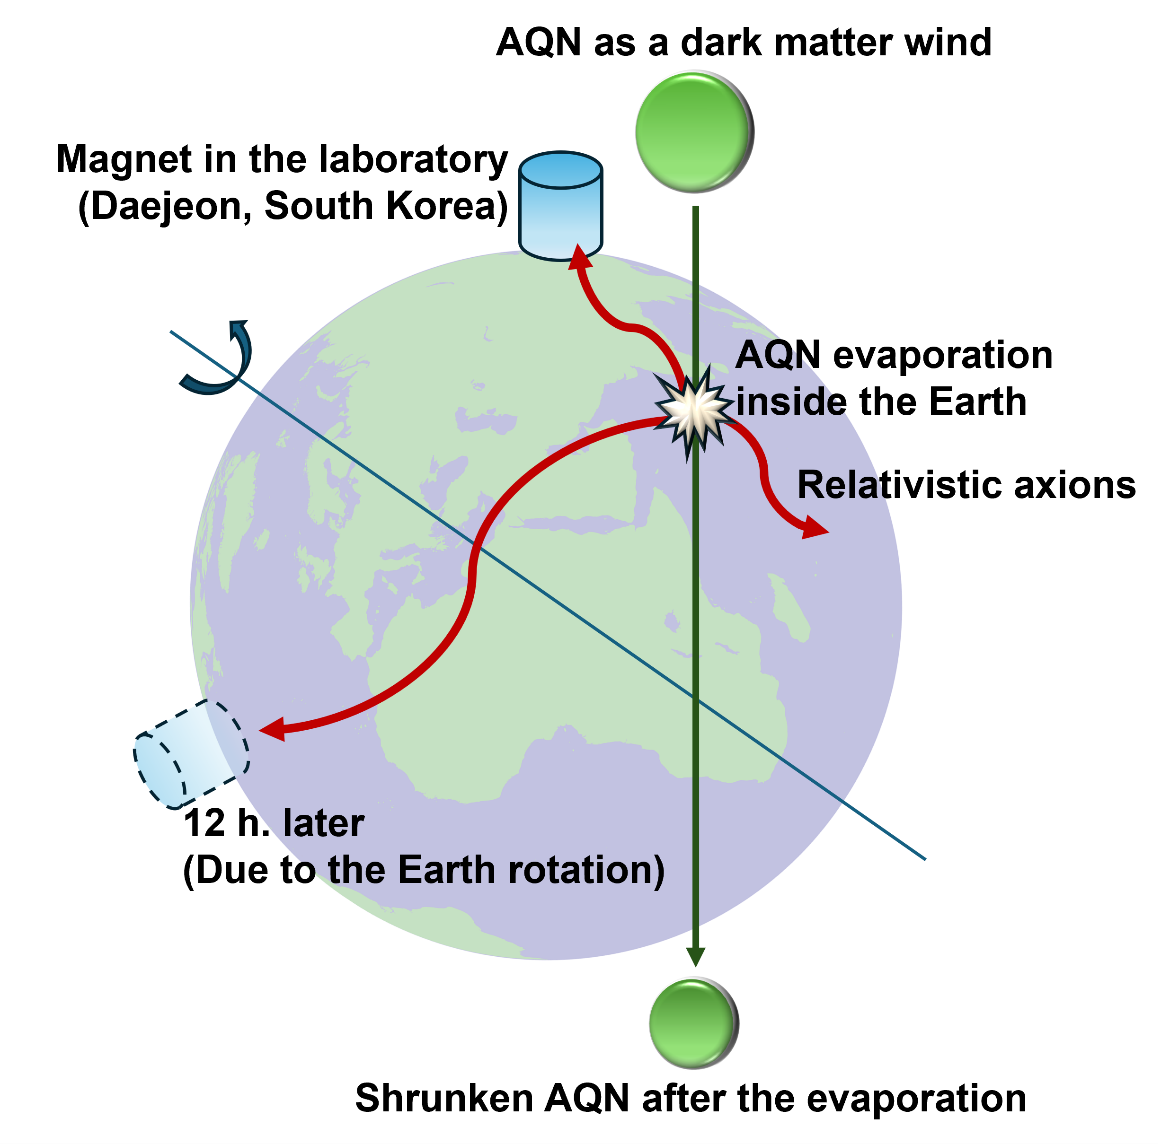 AQN as a dark matter wind
Magnet in the laboratory
(Daejeon, South Korea)
AQN evaporation
inside the Earth
Relativistic axions
12 h. later
(Due to the Earth rotation)
Shrunken AQN after the evaporation